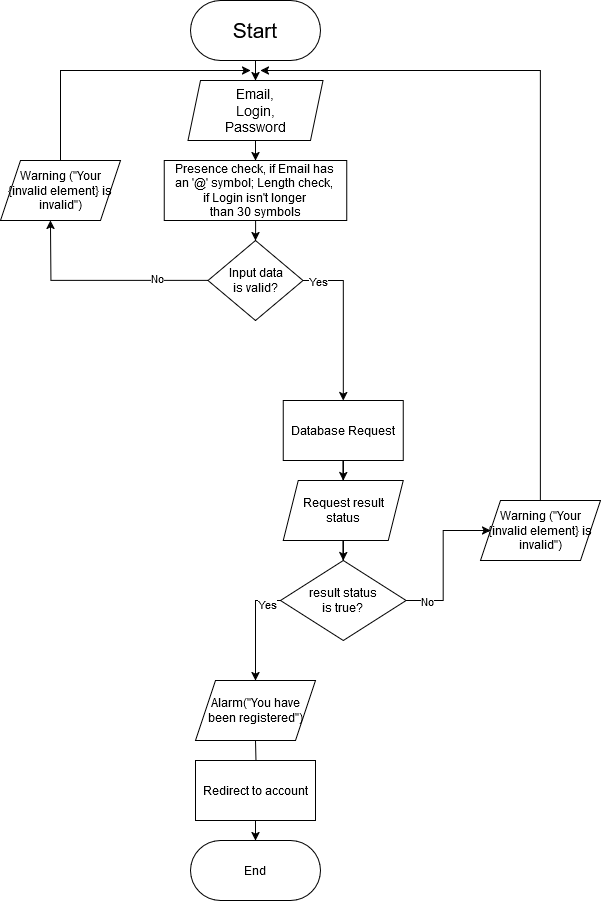 Start
Email,
Login,
Password
Presence check, if Email has
an '@' symbol; Length check,
if Login isn't longer
than 30 symbols
Warning ("Your
{invalid element} is
invalid")
Input data
is valid?
No
Yes
Database Request
Request result
status
Warning ("Your
{invalid element} is
invalid")
result status
is true?
Yes
No
Alarm("You have
been registered")
Redirect to account
End